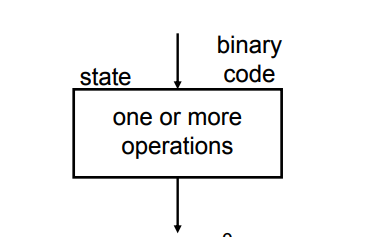 binary
code
state
one or more
operations